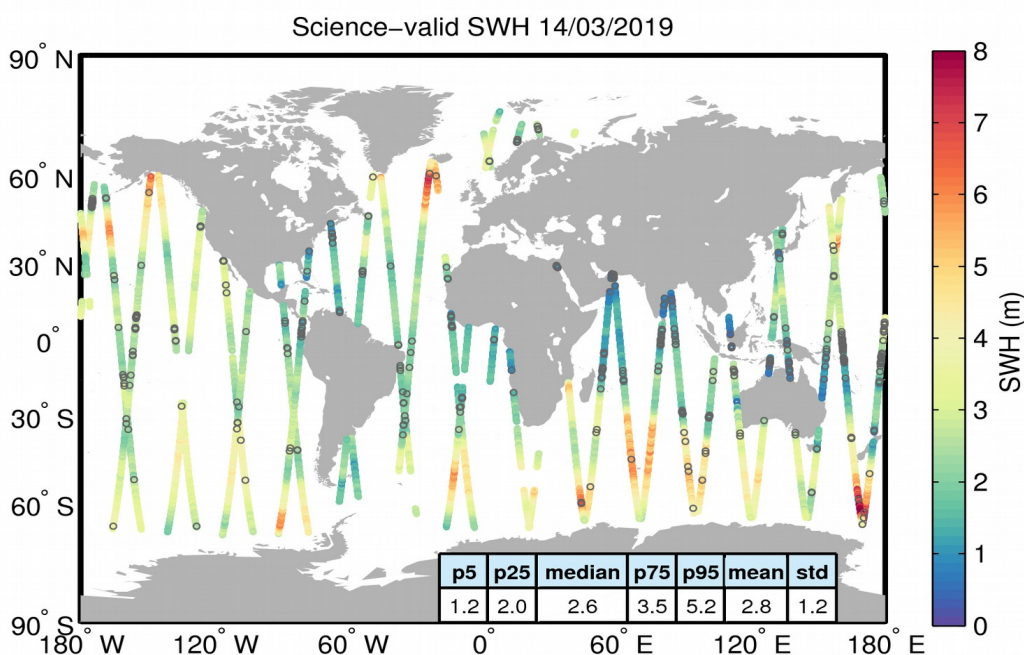 Science−valid SWH 14/03/2019
90° N
60° N
30° N
0°
30° S
60° S
90° S
180° W
120° W
60° W
0°
60° E
120° E
180° E
p5 p25 median p75 p95 mean std
1.2 2.0 2.6 3.5 5.2 2.8 1.2
8
7
6
5
4
3
2
1
0
SWH (m)